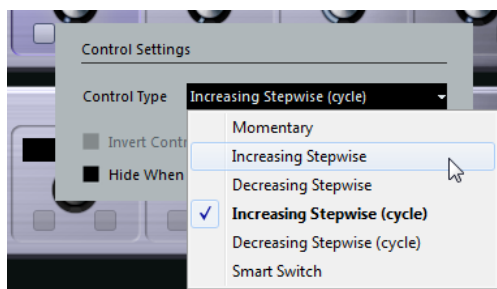 Control Settings
Control Type Increasing Stepwise (cycle)
Invert Contr
Hide When
Momentary
Increasing Stepwise
Decreasing Stepwise
Increasing Stepwise (cycle)
Decreasing Stepwise (cycle)
Smart Switch